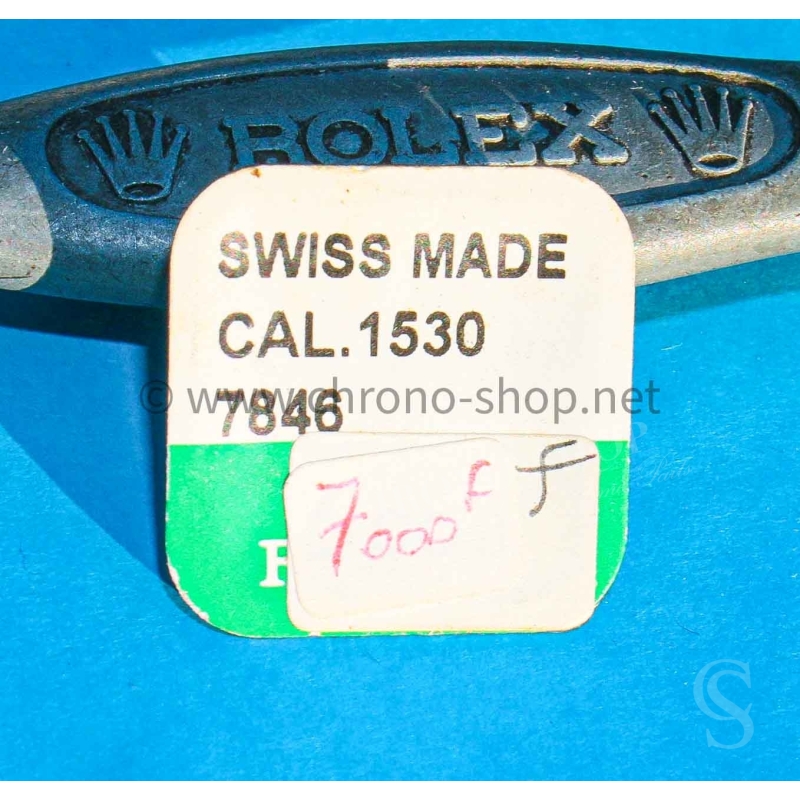 ROLEX
SWISS MADE
CAL.1530
© www.chrono-shop.net
7846
7000F F